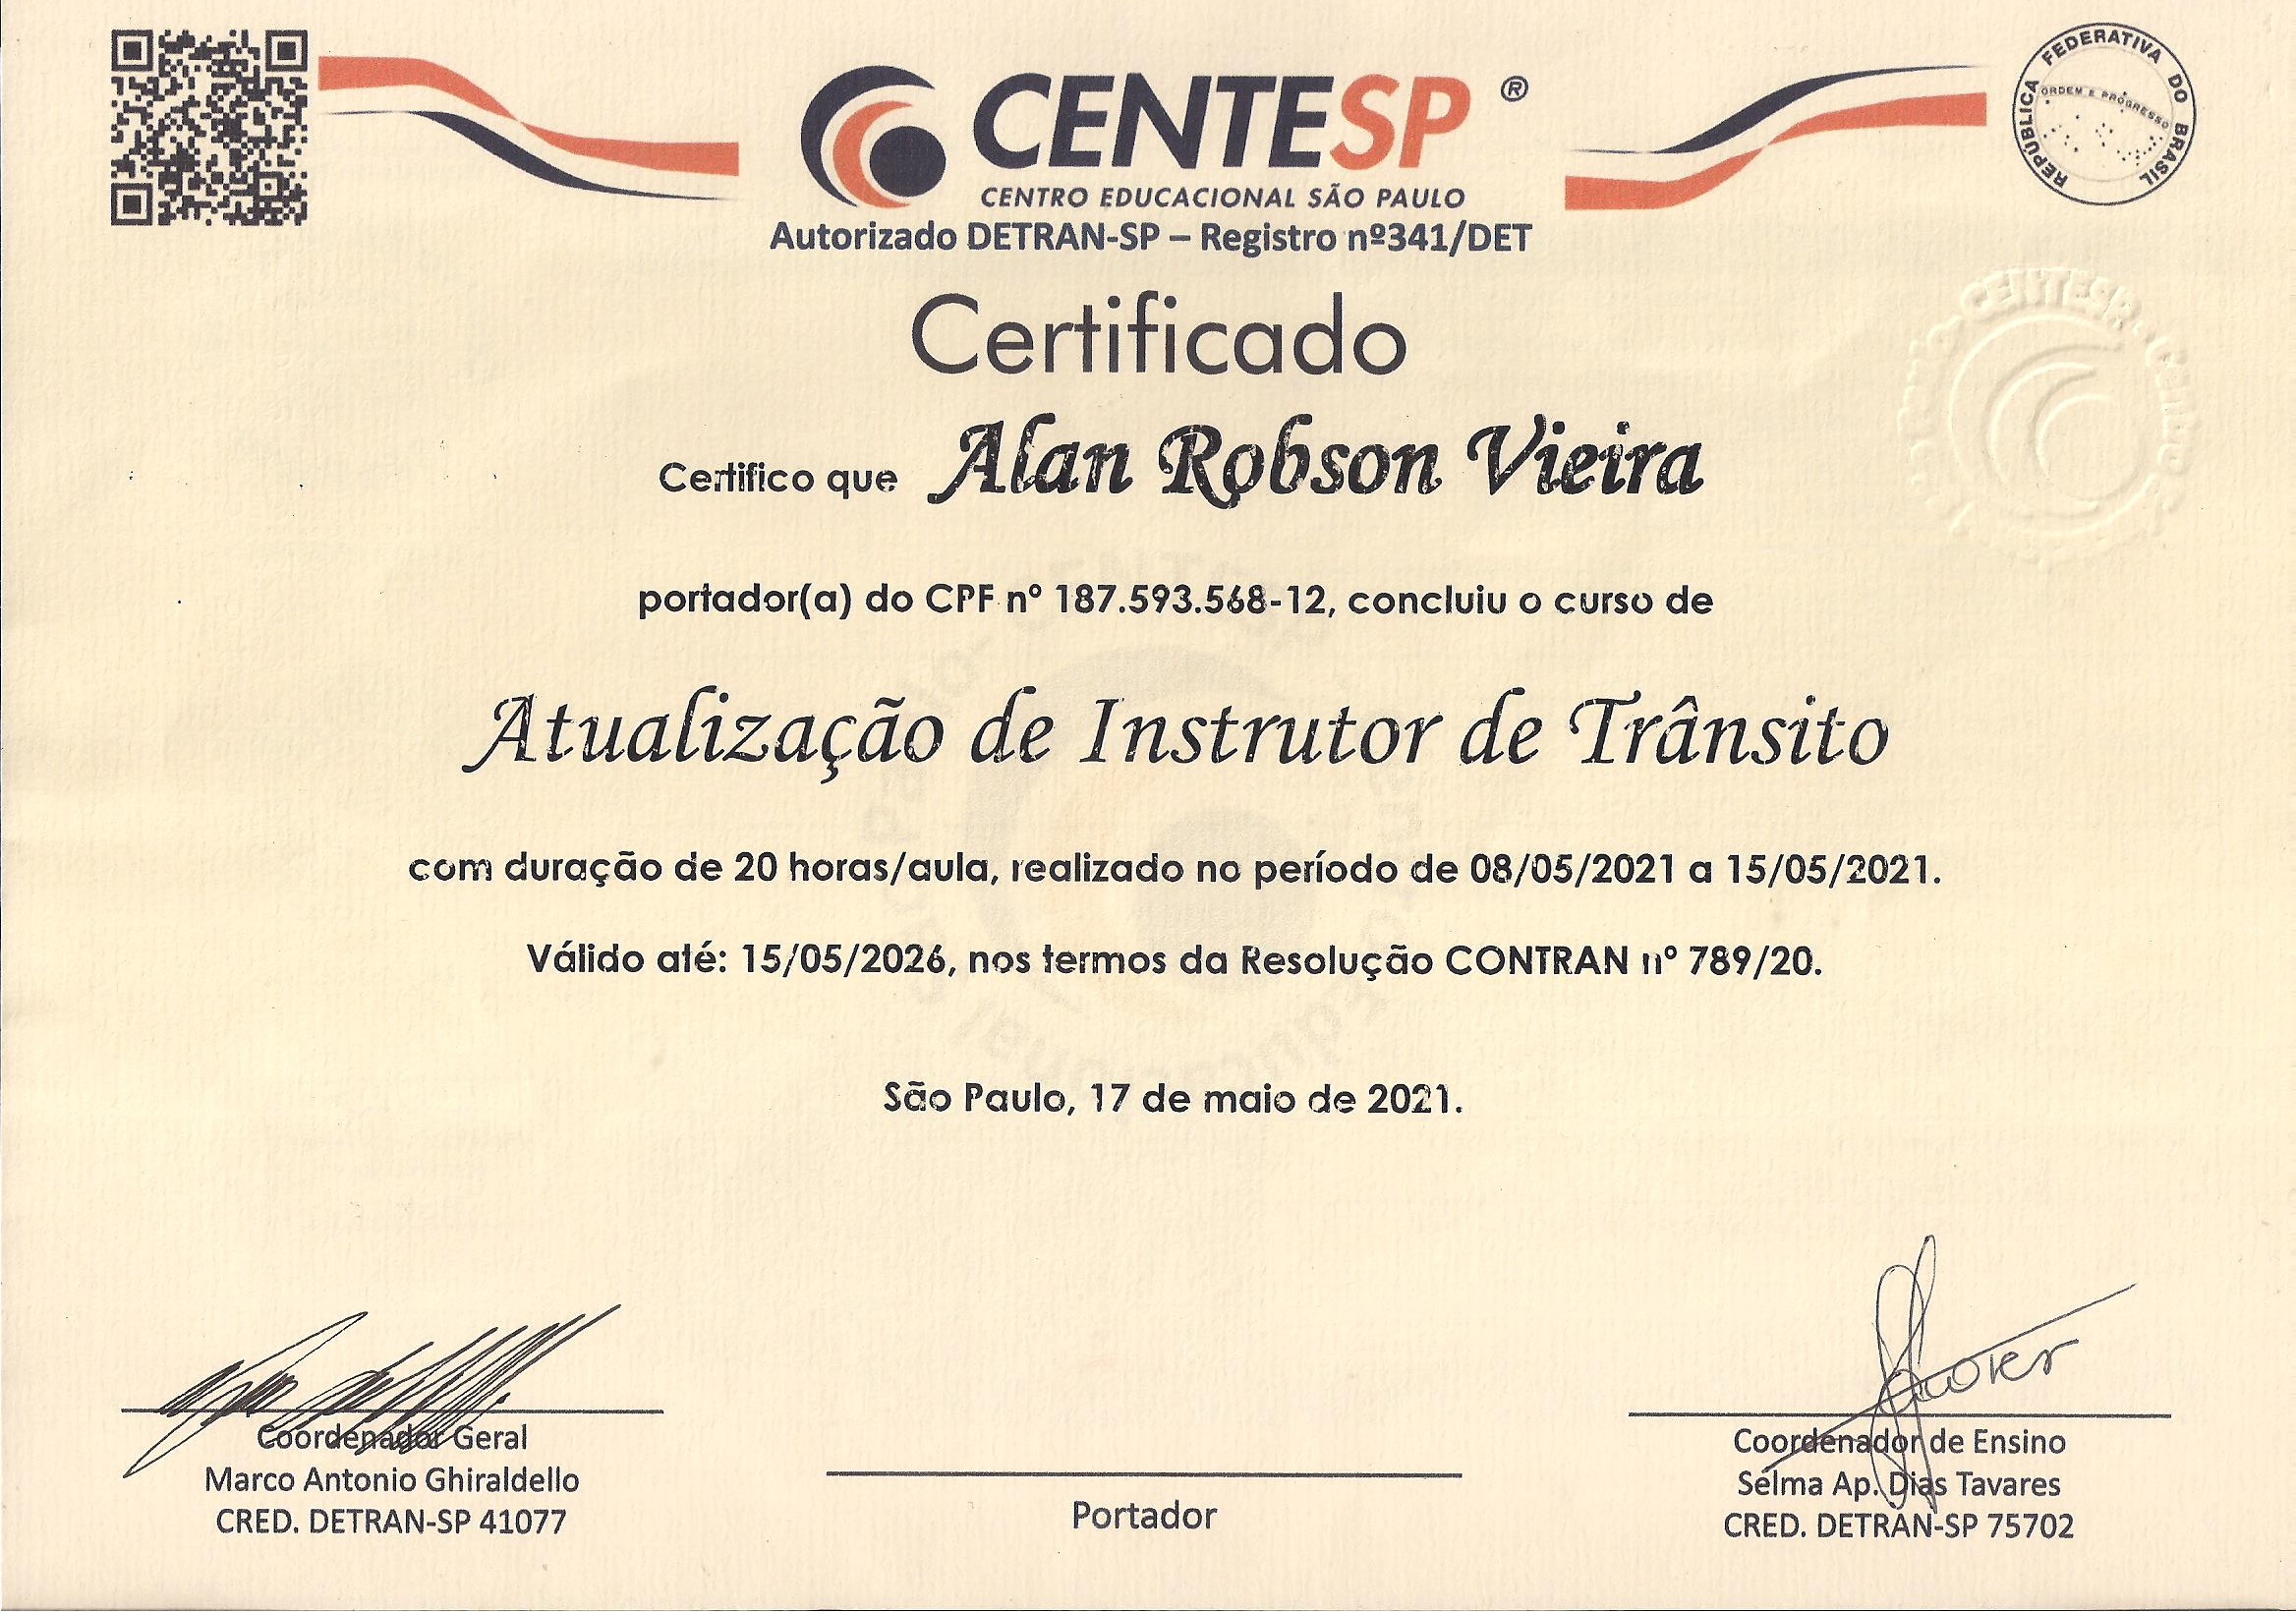 CENTESP ®
CENTRO EDUCACIONAL SÃO PAULO
Autorizado DETRAN-SP – Registro nº341/DET
REPÚBLICA FEDERATIVA DO BRASIL
ORDEM E PROGRESSO
Certificado
Certifico que Alan Robson Vieira
portador(a) do CPF nº 187.593.568-12, concluiu o curso de
Atualização de Instrutor de Trânsito
com duração de 20 horas/aula, realizado no período de 08/05/2021 a 15/05/2021.
Válido até: 15/05/2026, nos termos da Resolução CONTRAN nº 789/20.
São Paulo, 17 de maio de 2021.
Coordenador Geral
Marco Antonio Ghiraldello
CRED. DETRAN-SP 41077
Portador
Coordenador de Ensino
Selma Ap. Dias Tavares
CRED. DETRAN-SP 75702